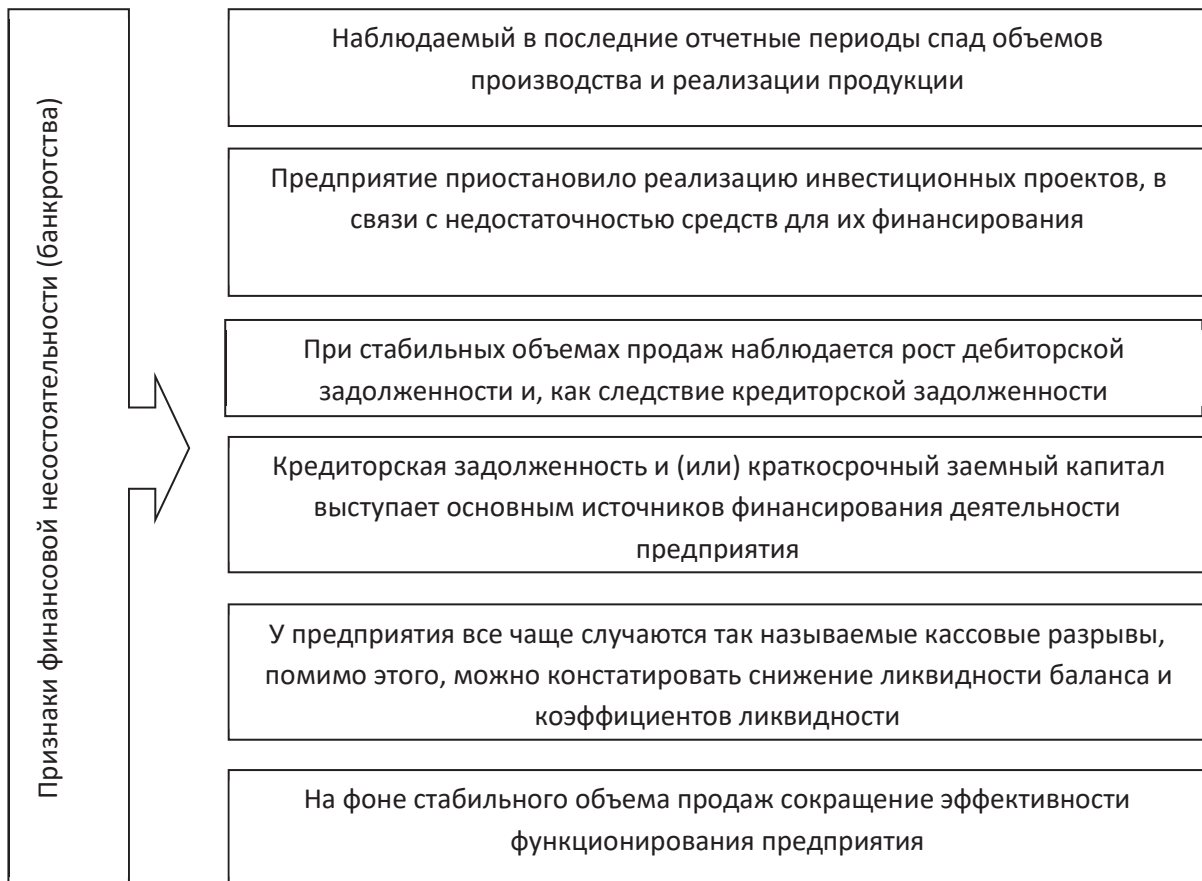 Признаки финансовой несостоятельности (банкротства)
Наблюдаемый в последние отчетные периоды спад объемов
производства и реализации продукции
Предприятие приостановило реализацию инвестиционных проектов, в
связи с недостаточностью средств для их финансирования
При стабильных объемах продаж наблюдается рост дебиторской
задолженности и, как следствие кредиторской задолженности
Кредиторская задолженность и (или) краткосрочный заемный капитал
выступает основным источников финансирования деятельности
предприятия
У предприятия все чаще случаются так называемые кассовые разрывы,
помимо этого, можно констатировать снижение ликвидности баланса и
коэффициентов ликвидности
На фоне стабильного объема продаж сокращение эффективности
функционирования предприятия